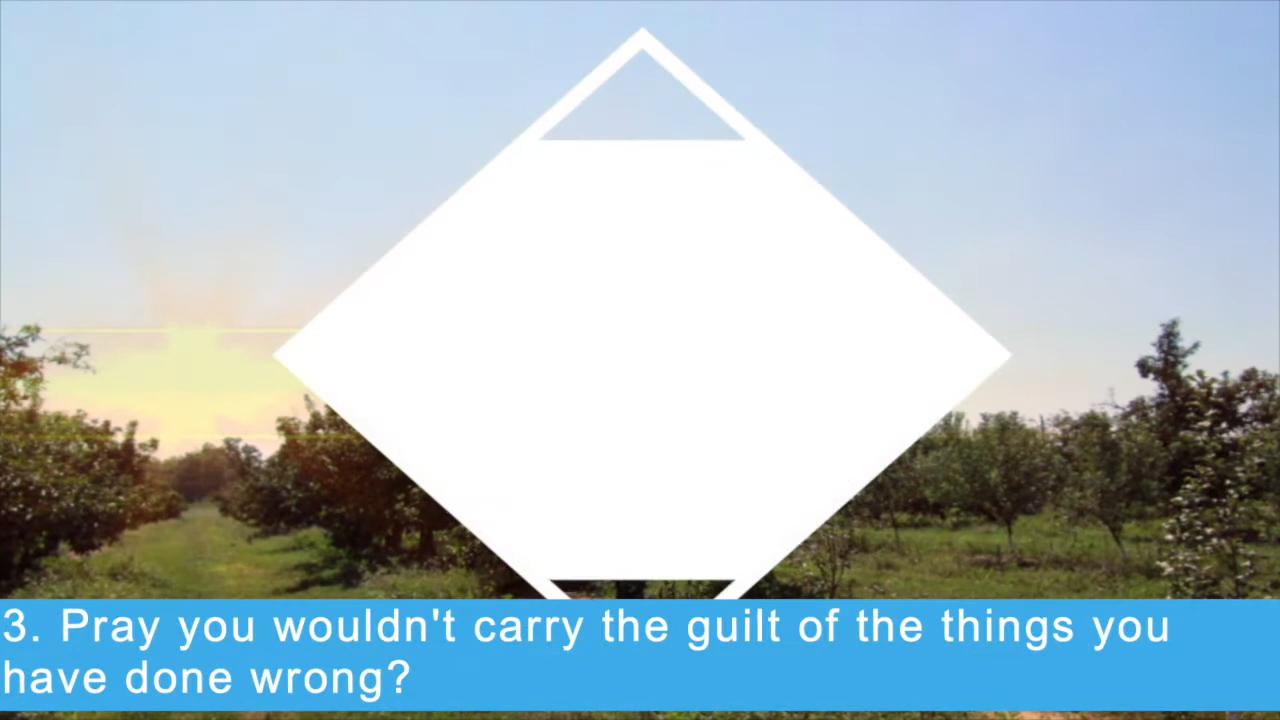 3. Pray you wouldn't carry the guilt of the things you
have done wrong?